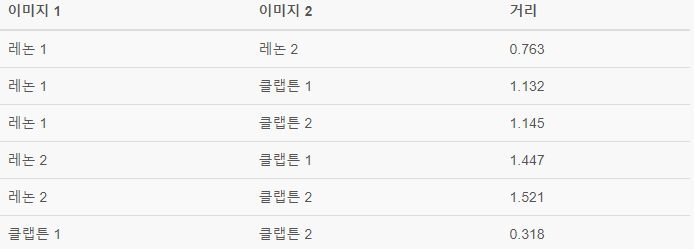 이미지 1 이미지 2 거리
레논 1 레논 2 0.763
레논 1 클랩튼 1 1.132
레논 1 클랩튼 2 1.145
레논 2 클랩튼 1 1.447
레논 2 클랩튼 2 1.521
클랩튼 1 클랩튼 2 0.318